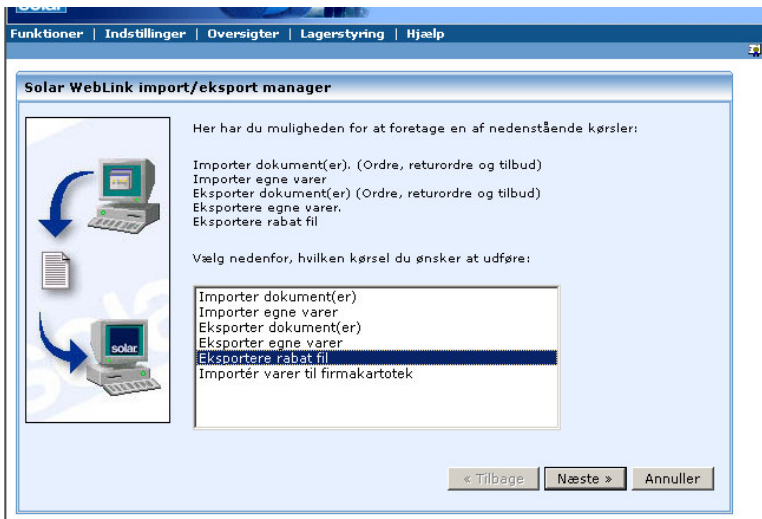 solar
Funktioner | Indstillinger | Oversigter | Lagerstyring | Hjælp
Solar WebLink import/eksport manager
Her har du muligheden for at foretage en af nedenstående kørsler:
Importer dokument(er). (Ordre, returordre og tilbud)
Importer egne varer
Eksporter dokument(er) (Ordre, returordre og tilbud)
Eksportere egne varer.
Eksportere rabat fil
Vælg nedenfor, hvilken kørsel du ønsker at udføre:
Importer dokument(er)
Importer egne varer
Eksporter dokument(er)
Eksporter egne varer
Eksportere rabat fil
Importér varer til firmakartotek
solar
solar
« Tilbage Næste » Annuller